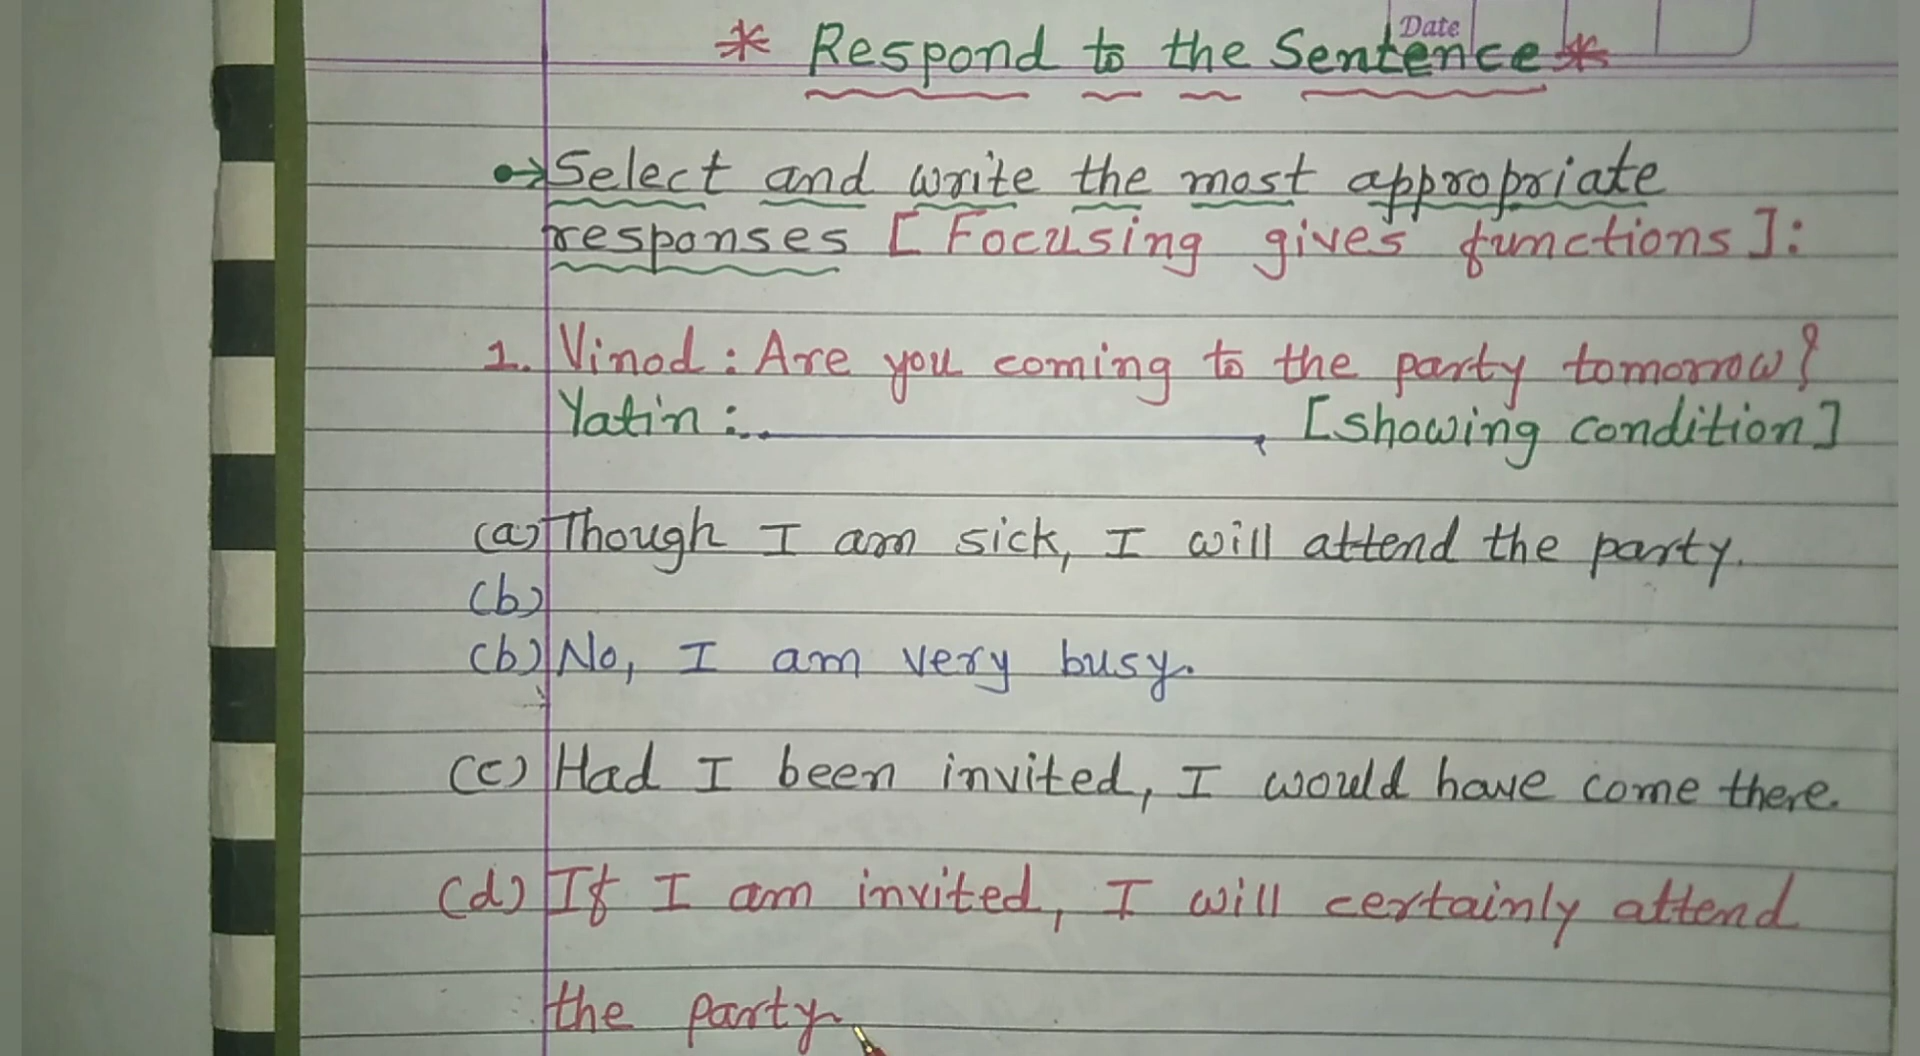 Date
* Respond to the Sentence *
Select and write the most appropriate
responses [Focusing gives functions]:
1. Vinod: Are you coming to the party tomorrow?
Yatin: . [showing condition]
(a) Though I am sick, I will attend the party.
(b)
(b) No, I am very busy.
(c) Had I been invited, I would have come there.
(d) If I am invited, I will certainly attend
the party.